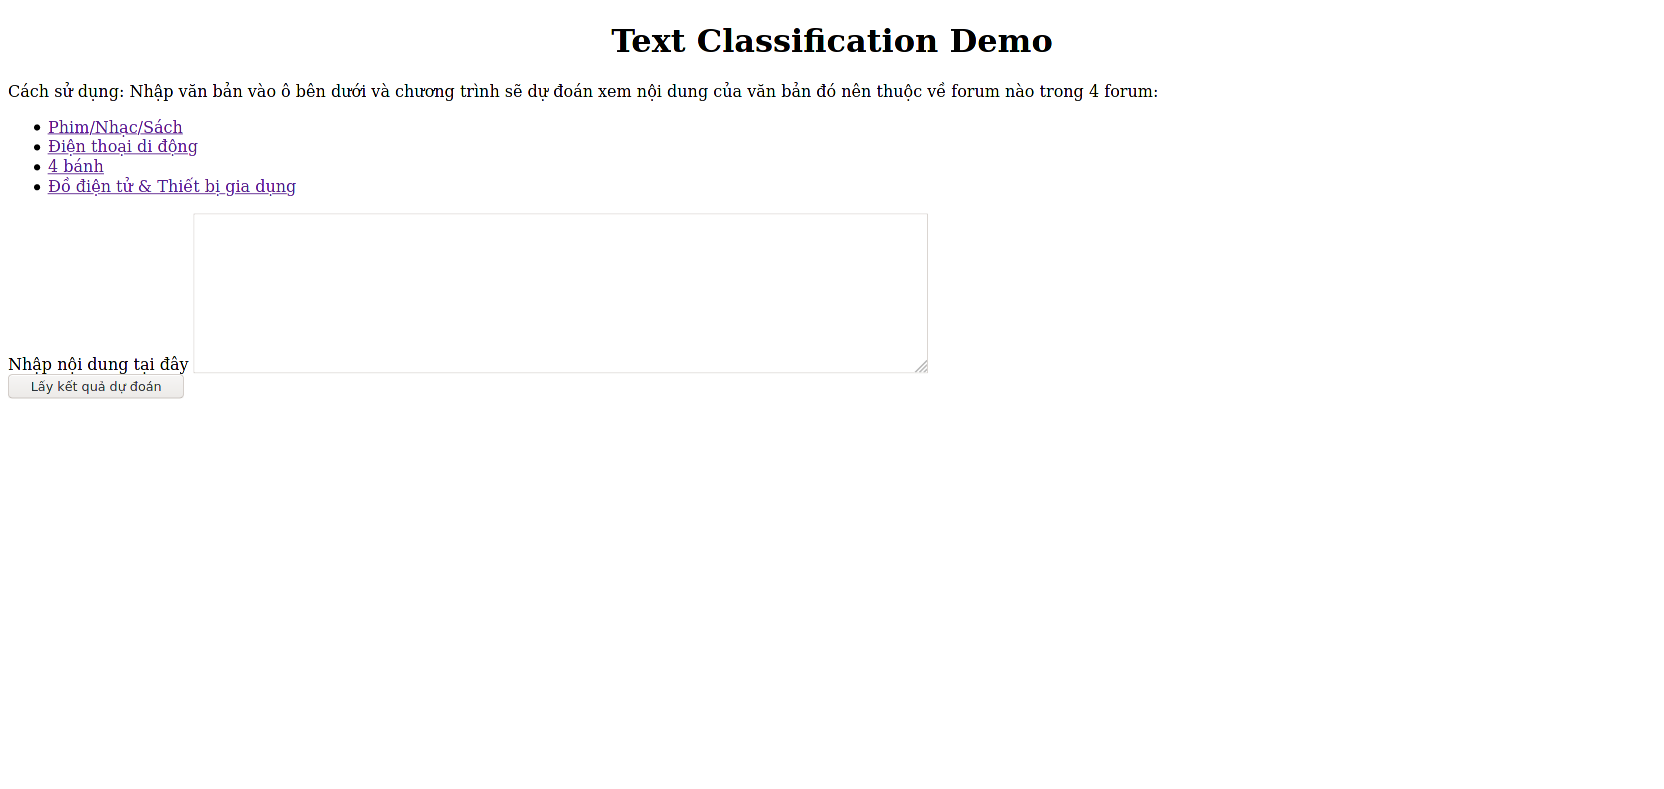 Text Classification Demo
Cách sử dụng: Nhập văn bản vào ô bên dưới và chương trình sẽ dự đoán xem nội dung của văn bản đó nên thuộc về forum nào trong 4 forum:
Phim/Nhạc/Sách
Điện thoại di động
4 bánh
Đồ điện tử & Thiết bị gia dụng
Nhập nội dung tại đây
Lấy kết quả dự đoán